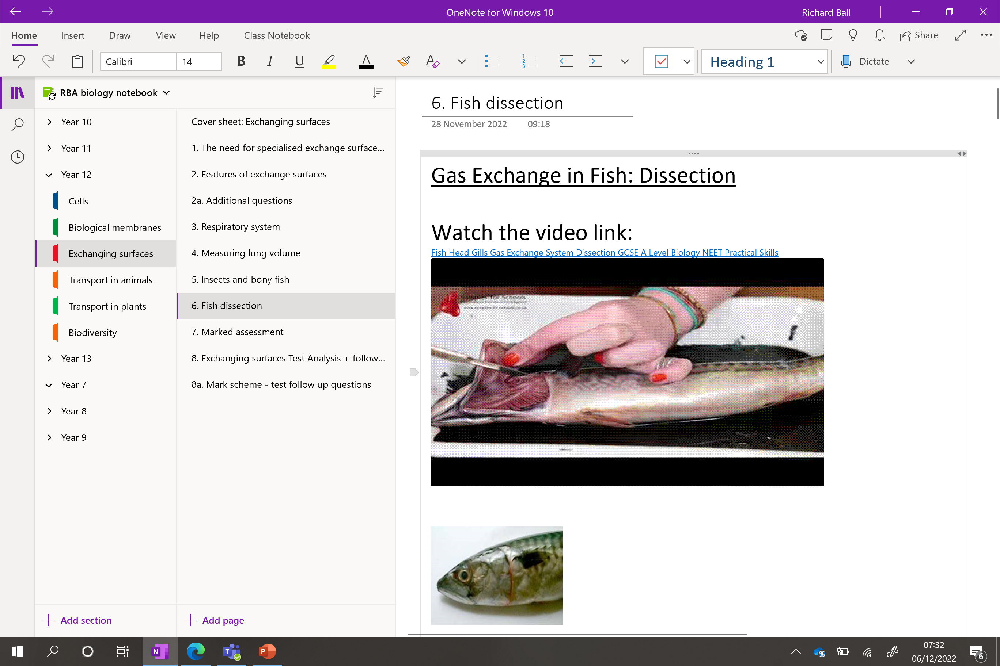 OneNote for Windows 10
Richard Ball
Home
Insert
Draw
View
Help
Class Notebook
Share
Calibri
14
B
I
U
A
A
Heading 1
Dictate
RBA biology notebook
Year 10
Year 11
Year 12
Cells
Biological membranes
Exchanging surfaces
Transport in animals
Transport in plants
Biodiversity
Year 13
Year 7
Year 8
Year 9
Add section
Cover sheet: Exchanging surfaces
1. The need for specialised exchange surface...
2. Features of exchange surfaces
2a. Additional questions
3. Respiratory system
4. Measuring lung volume
5. Insects and bony fish
6. Fish dissection
7. Marked assessment
8. Exchanging surfaces Test Analysis + follow...
8a. Mark scheme - test follow up questions
Add page
6. Fish dissection
28 November 2022 09:18
Gas Exchange in Fish: Dissection
Watch the video link:
Fish Head Gills Gas Exchange System Dissection GCSE A Level Biology NEET Practical Skills
Samples for Schools
07:32
06/12/2022
6